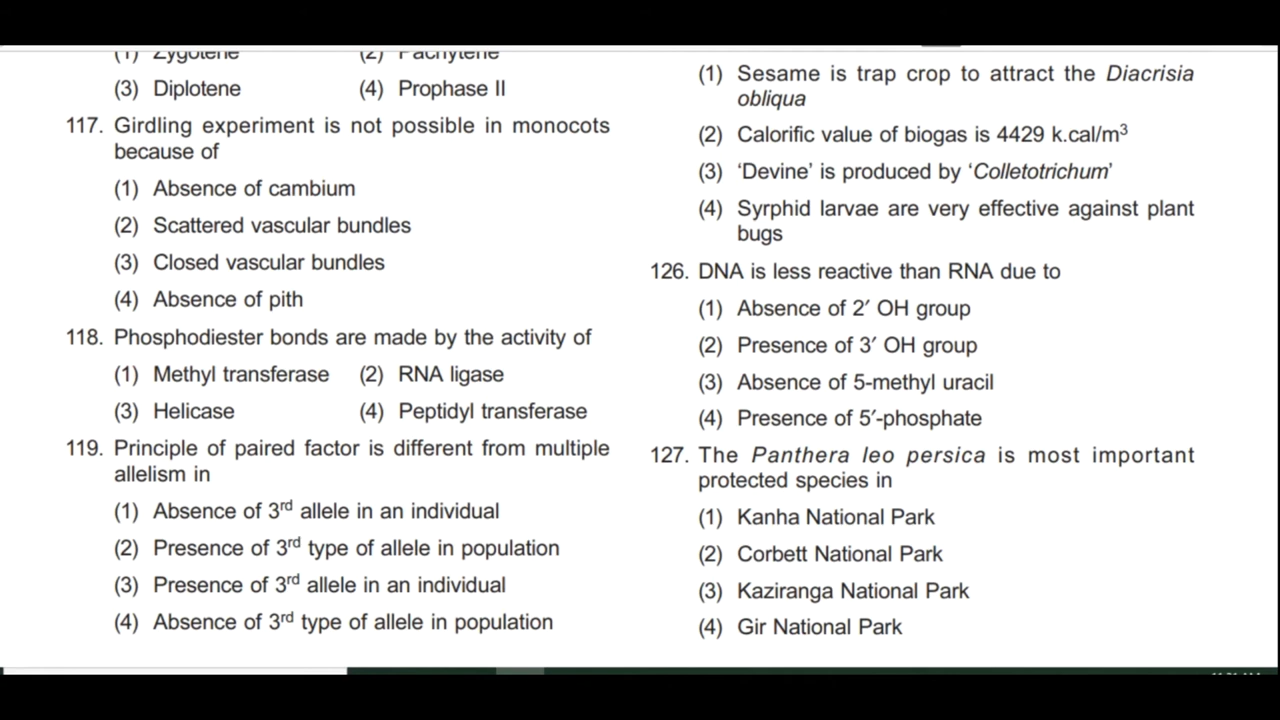 (1) Zygotene (2) Pachytene
(3) Diplotene (4) Prophase II
117. Girdling experiment is not possible in monocots
because of
(1) Absence of cambium
(2) Scattered vascular bundles
(3) Closed vascular bundles
(4) Absence of pith
118. Phosphodiester bonds are made by the activity of
(1) Methyl transferase (2) RNA ligase
(3) Helicase (4) Peptidyl transferase
119. Principle of paired factor is different from multiple
allelism in
(1) Absence of 3rd allele in an individual
(2) Presence of 3rd type of allele in population
(3) Presence of 3rd allele in an individual
(4) Absence of 3rd type of allele in population
(1) Sesame is trap crop to attract the Diacrisia
obliqua
(2) Calorific value of biogas is 4429 k.cal/m³
(3) ‘Devine’ is produced by ‘Colletotrichum’
(4) Syrphid larvae are very effective against plant
bugs
126. DNA is less reactive than RNA due to
(1) Absence of 2′ OH group
(2) Presence of 3′ OH group
(3) Absence of 5-methyl uracil
(4) Presence of 5′-phosphate
127. The Panthera leo persica is most important
protected species in
(1) Kanha National Park
(2) Corbett National Park
(3) Kaziranga National Park
(4) Gir National Park